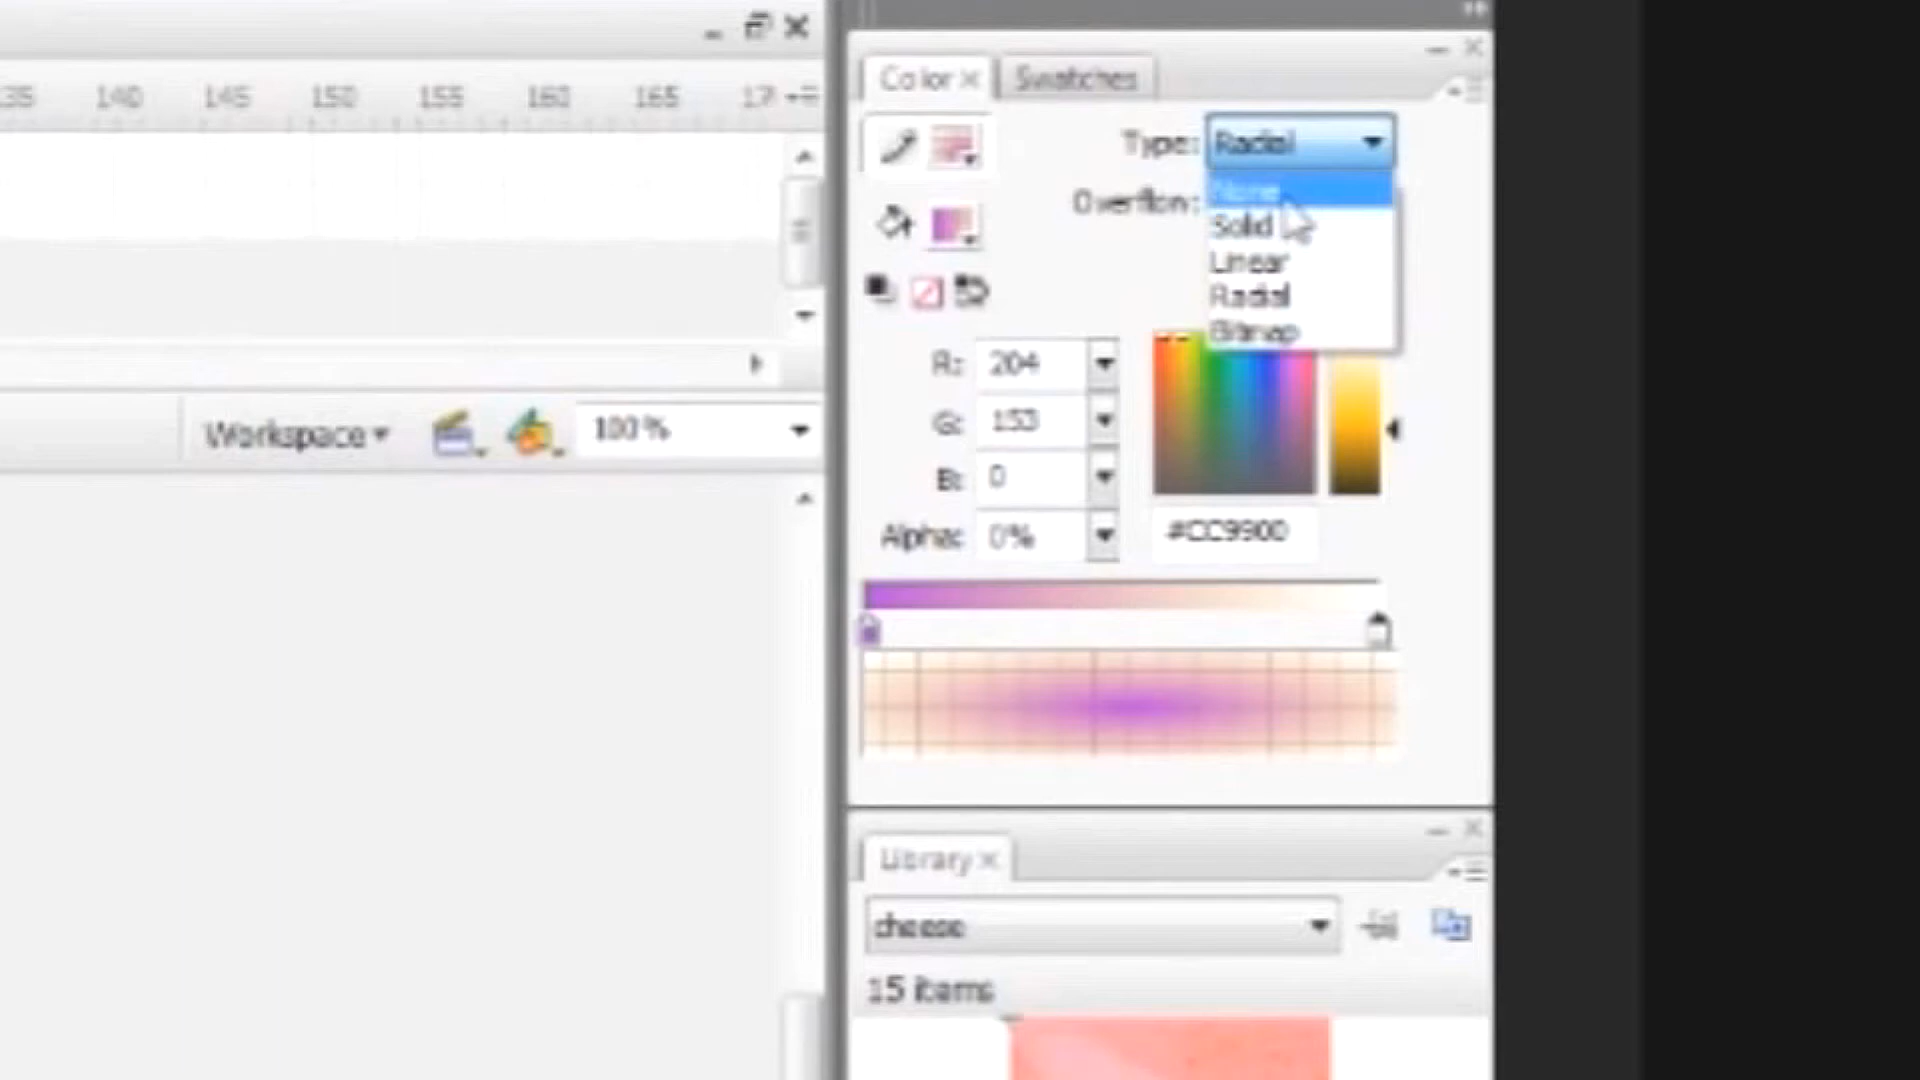 Color Swatches
135 140 145 150 155 160 165 17
Type: Radial
None
Overflow:
Solid
Linear
Radial
Bitmap
R: 204
G: 153
B: 0
Alpha: 0%
#CC9900
Workspace 100%
Library
cheese
15 items